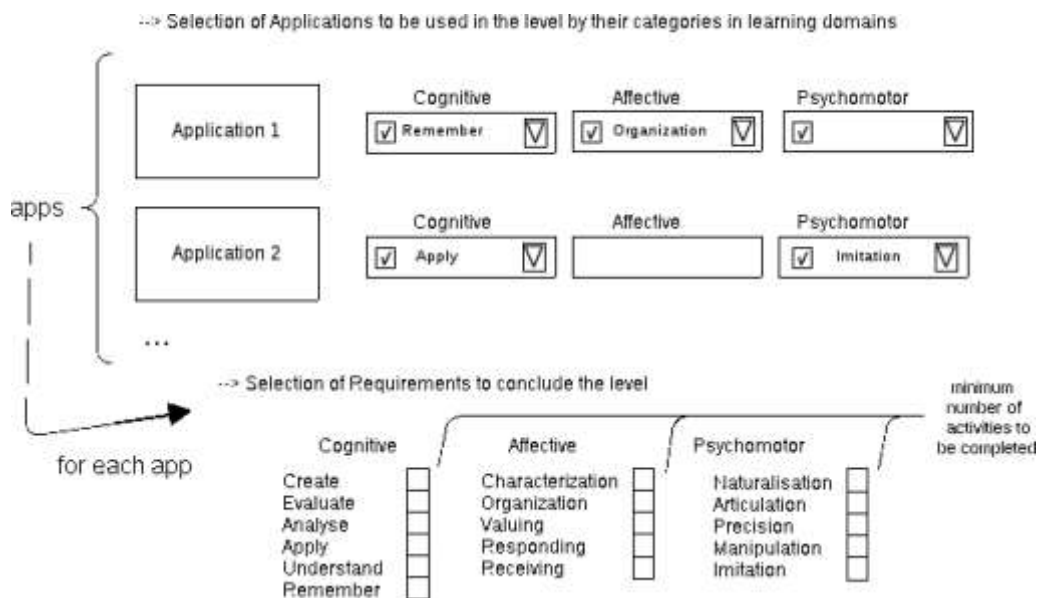 --> Selection of Applications to be used in the level by their categories in learning domains
Cognitive Affective Psychomotor
Application 1 Remember Organization
apps
Cognitive Affective Psychomotor
Application 2 Apply Imitation
...
--> Selection of Requirements to conclude the level
minimum
number of
activities to
be completed
for each app
Cognitive Affective Psychomotor
Create Characterization Naturalisation
Evaluate Organization Articulation
Analyse Valuing Precision
Apply Responding Manipulation
Understand Receiving Imitation
Remember